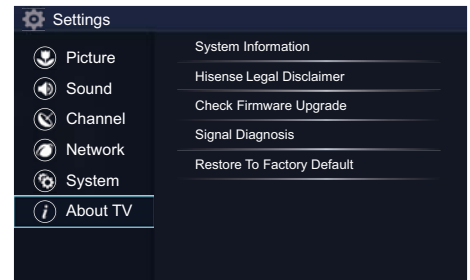 Settings
Picture
Sound
Channel
Network
System
About TV
System Information
Hisense Legal Disclaimer
Check Firmware Upgrade
Signal Diagnosis
Restore To Factory Default